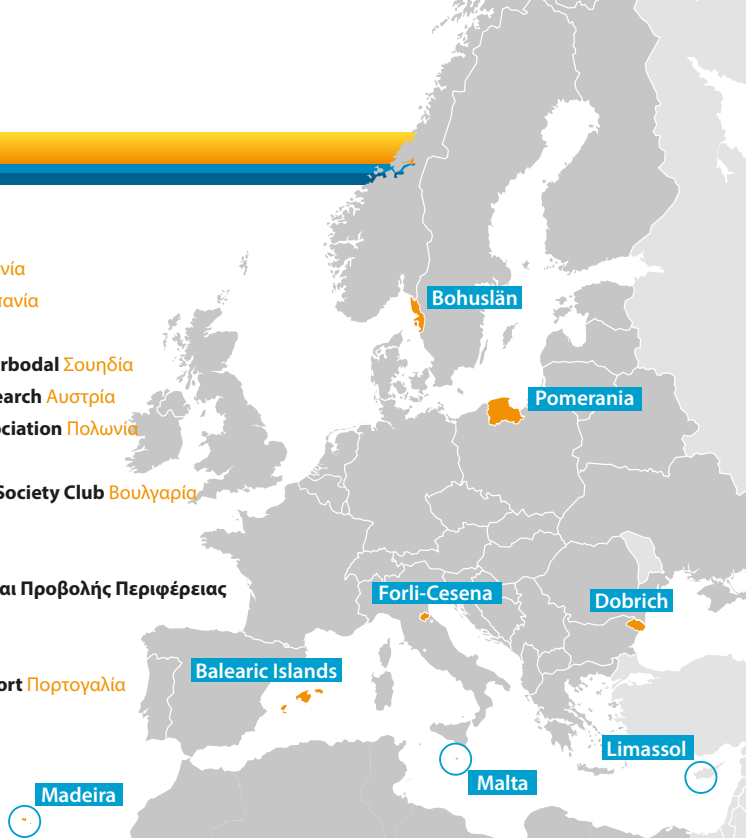 νία
πανία
rbodal Σουηδία
earch Αυστρία
ciation Πολωνία
Society Club Βουλγαρία
αι Προβολής Περιφέρειας
ort Πορτογαλία
Bohuslän
Pomerania
Forli-Cesena
Dobrich
Balearic Islands
Limassol
Malta
Madeira